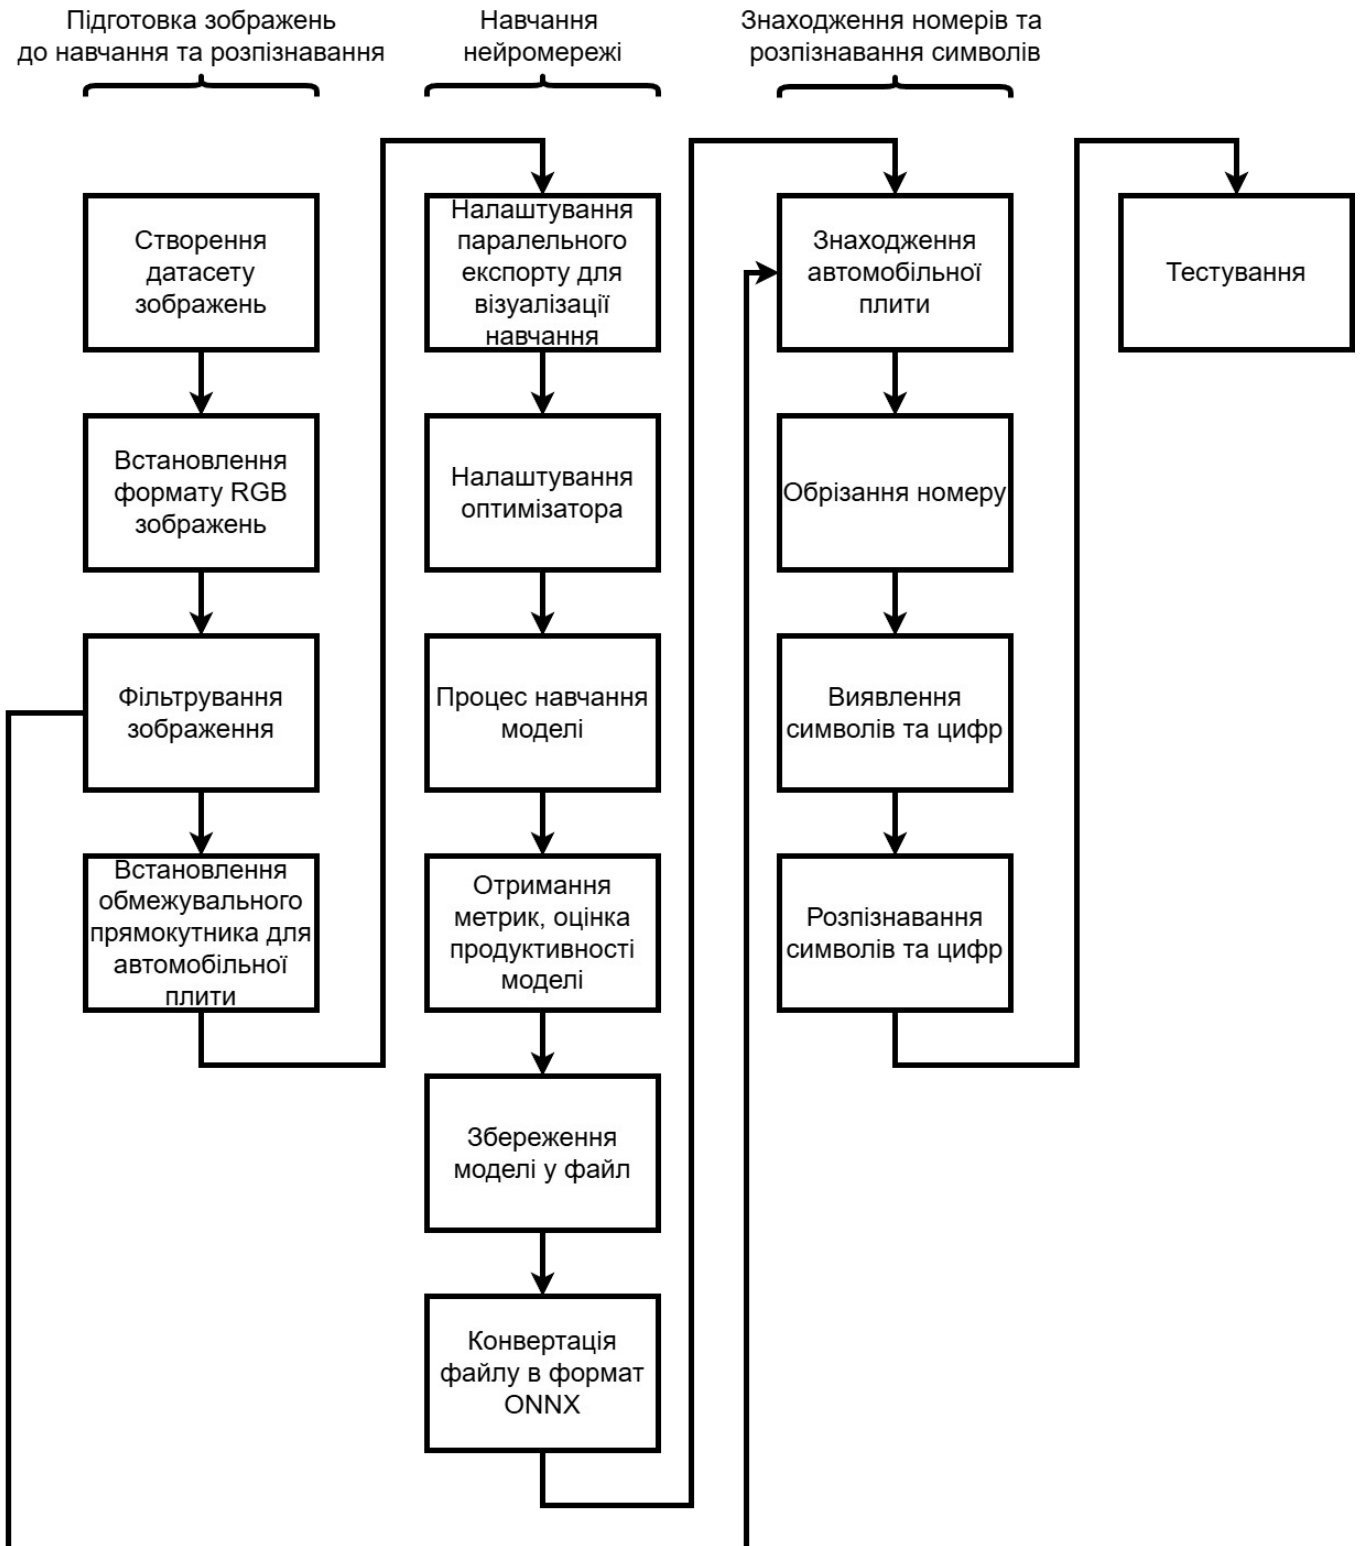 Підготовка зображень
до навчання та розпізнавання
Навчання
нейромережі
Знаходження номерів та
розпізнавання символів
Створення
датасету
зображень
Встановлення
формату RGB
зображень
Фільтрування
зображення
Встановлення
обмежувального
прямокутника для
автомобільної
плити
Налаштування
паралельного
експорту для
візуалізації
навчання
Налаштування
оптимізатора
Процес навчання
моделі
Отримання
метрик, оцінка
продуктивності
моделі
Збереження
моделі у файл
Конвертація
файлу в формат
ONNX
Знаходження
автомобільної
плити
Обрізання номеру
Виявлення
символів та цифр
Розпізнавання
символів та цифр
Тестування